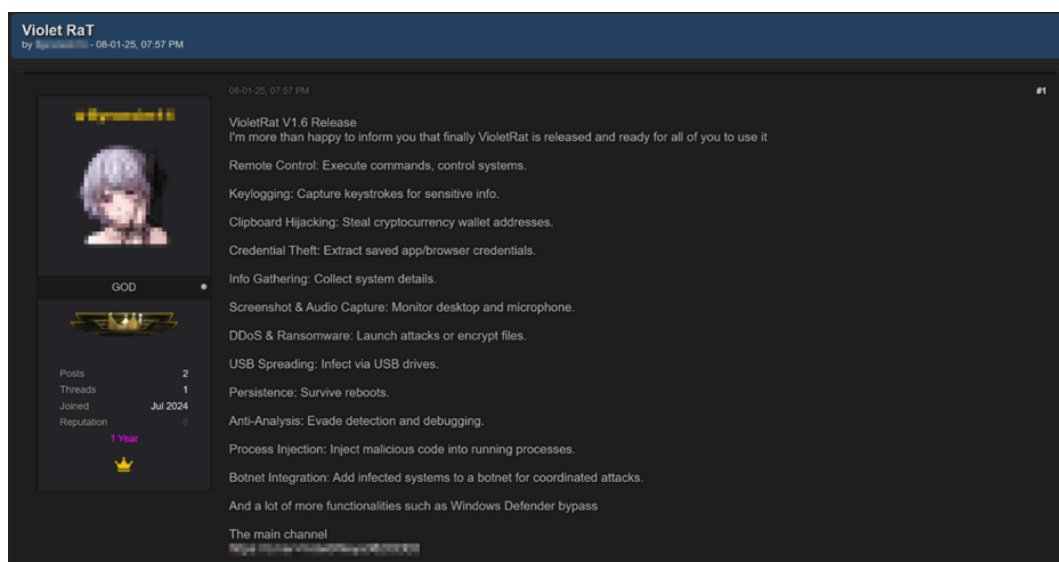 Violet RaT
by - 08-01-25, 07:57 PM
08-01-25, 07:57 PM
#1
VioletRat V1.6 Release
I'm more than happy to inform you that finally VioletRat is released and ready for all of you to use it
Remote Control: Execute commands, control systems.
Keylogging: Capture keystrokes for sensitive info.
Clipboard Hijacking: Steal cryptocurrency wallet addresses.
Credential Theft: Extract saved app/browser credentials.
Info Gathering: Collect system details.
GOD
Screenshot & Audio Capture: Monitor desktop and microphone.
DDoS & Ransomware: Launch attacks or encrypt files.
USB Spreading: Infect via USB drives.
Posts 2
Threads 1
Joined Jul 2024
Reputation 0
1 Year
Persistence: Survive reboots.
Anti-Analysis: Evade detection and debugging.
Process Injection: Inject malicious code into running processes.
Botnet Integration: Add infected systems to a botnet for coordinated attacks.
And a lot of more functionalities such as Windows Defender bypass
The main channel